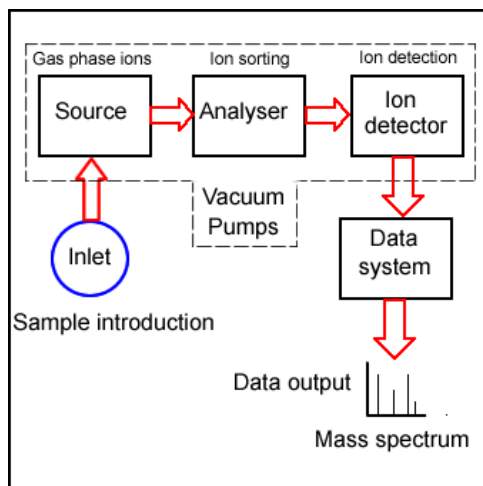 Gas phase ions
Ion sorting
Ion detection
Source
Analyser
Ion
detector
Vacuum
Pumps
Inlet
Data
system
Sample introduction
Data output
Mass spectrum